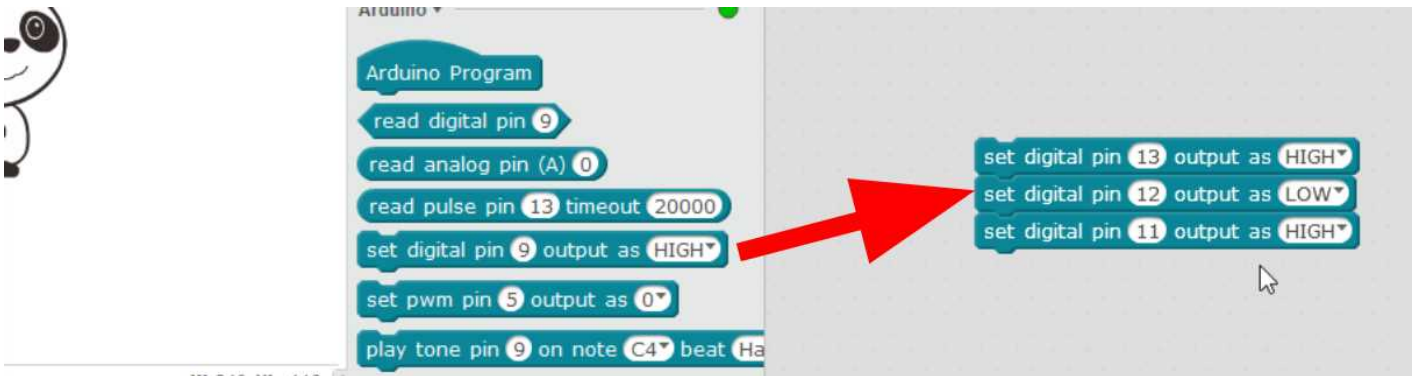 Arduino
Arduino Program
read digital pin 9
read analog pin (A) 0
read pulse pin 13 timeout 20000
set digital pin 9 output as HIGH
set pwm pin 5 output as 0
play tone pin 9 on note C4 beat Ha
set digital pin 13 output as HIGH
set digital pin 12 output as LOW
set digital pin 11 output as HIGH